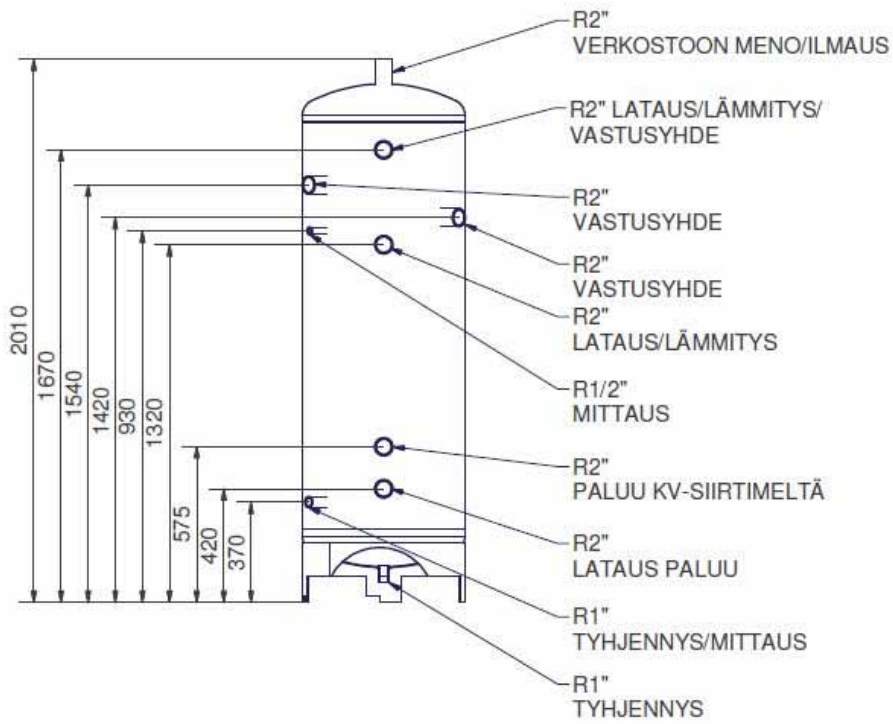 R2"
VERKOSTOON MENO/ILMAUS
R2" LATAUS/LÄMMITYS/
VASTUSYHDE
R2"
VASTUSYHDE
R2"
VASTUSYHDE
R2"
LATAUS/LÄMMITYS
R1/2"
MITTAUS
R2"
PALUU KV-SIIRTIMELTÄ
R2"
LATAUS PALUU
R1"
TYHJENNYS/MITTAUS
R1"
TYHJENNYS
2010
1670
1540
1420
930
1320
575
420
370